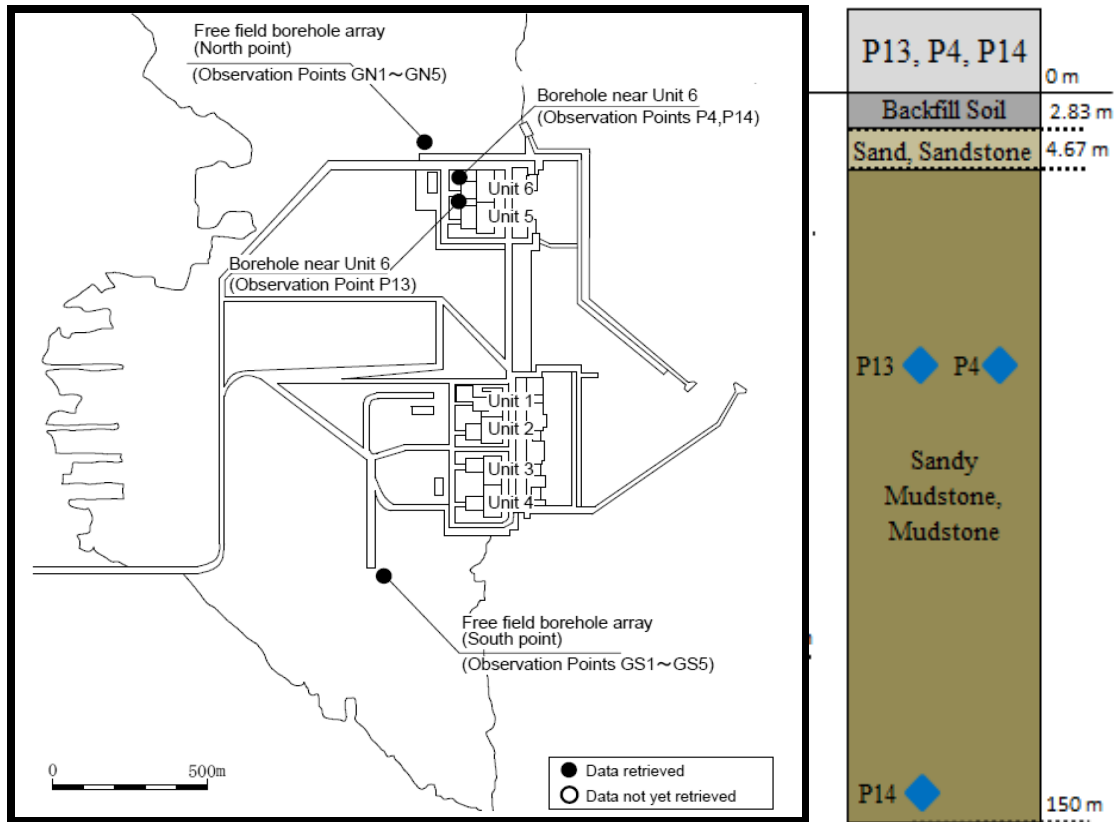 Free field borehole array
(North point)
(Observation Points GN1～GN5)
Borehole near Unit 6
(Observation Points P4,P14)
Unit 6
Unit 5
Borehole near Unit 6
(Observation Point P13)
Unit 1
Unit 2
Unit 3
Unit 4
Free field borehole array
(South point)
(Observation Points GS1～GS5)
0
500m
Data retrieved
Data not yet retrieved
P13, P4, P14
0 m
Backfill Soil
2.83 m
Sand, Sandstone
4.67 m
P13
P4
Sandy
Mudstone,
Mudstone
P14
150 m